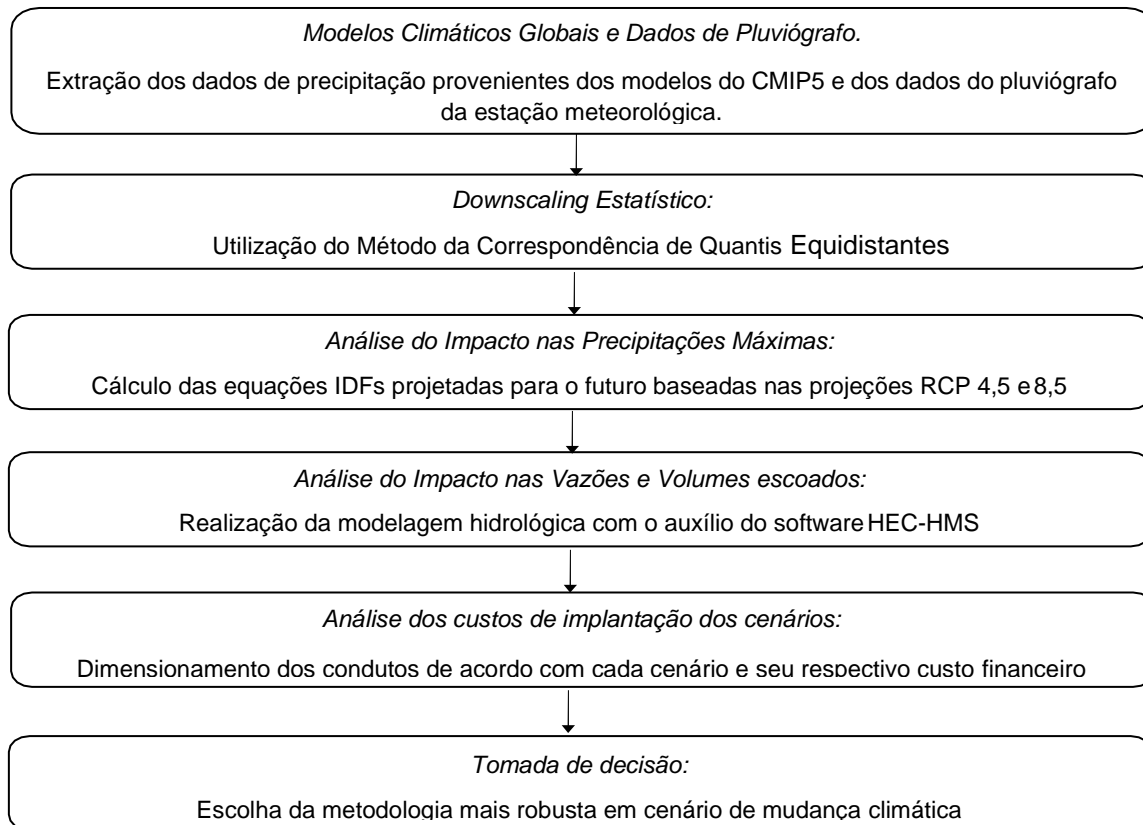 Modelos Climáticos Globais e Dados de Pluviógrafo.
Extração dos dados de precipitação provenientes dos modelos do CMIP5 e dos dados do pluviógrafo
da estação meteorológica.
Downscaling Estatístico:
Utilização do Método da Correspondência de Quantis Equidistantes
Análise do Impacto nas Precipitações Máximas:
Cálculo das equações IDFs projetadas para o futuro baseadas nas projeções RCP 4,5 e 8,5
Análise do Impacto nas Vazões e Volumes escoados:
Realização da modelagem hidrológica com o auxílio do software HEC-HMS
Análise dos custos de implantação dos cenários:
Dimensionamento dos condutos de acordo com cada cenário e seu respectivo custo financeiro
Tomada de decisão:
Escolha da metodologia mais robusta em cenário de mudança climática